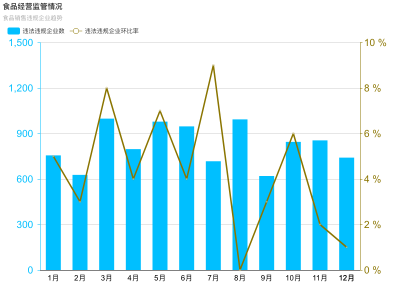 食品经营监管情况
食品销售违规企业趋势
违法违规企业数 违法违规企业环比率
1,500 10 %
1,200 8 %
900 6 %
600 4 %
300 2 %
0 0 %
1月 2月 3月 4月 5月 6月 7月 8月 9月 10月 11月 12月